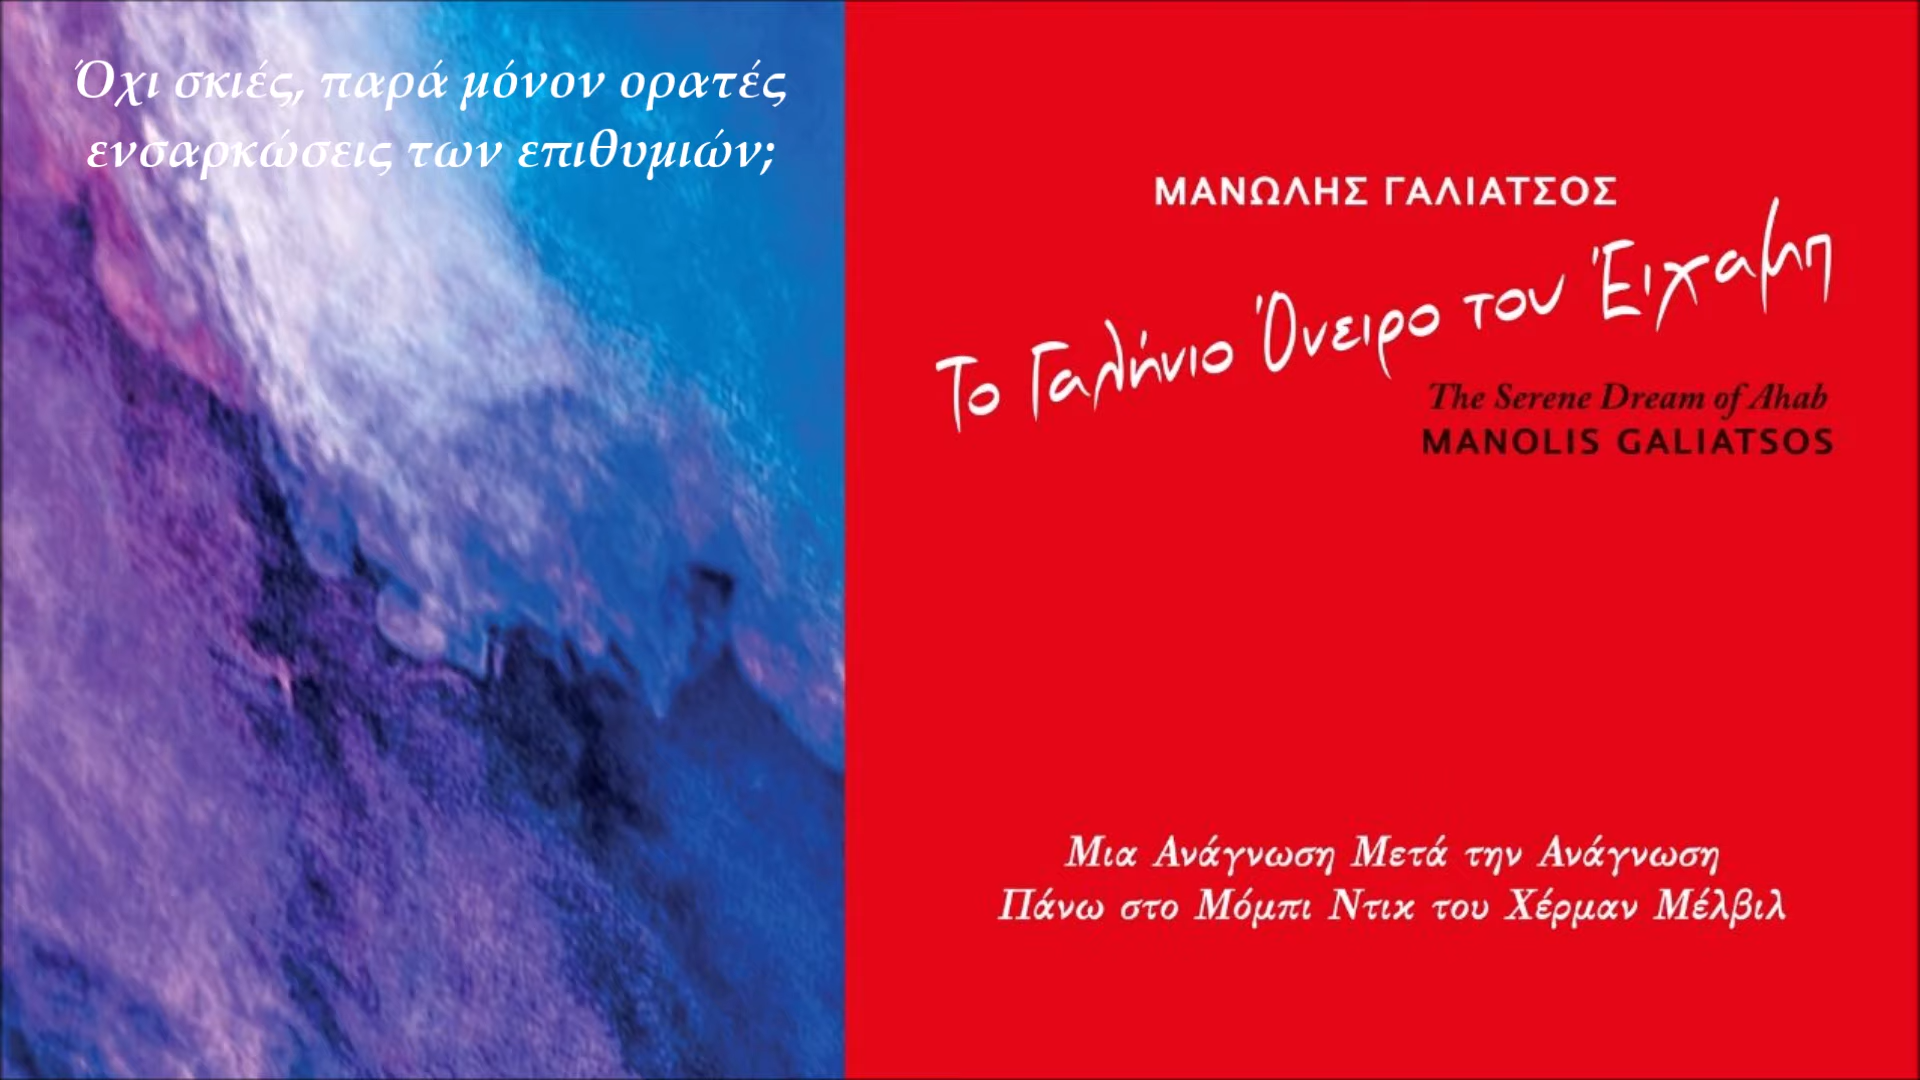 Όχι σκιές, παρά μόνον ορατές
ενσαρκώσεις των επιθυμιών;
ΜΑΝΩΛΗΣ ΓΑΛΙΑΤΣΟΣ
Το Γαλήνιο Όνειρο του Έιχαμπ
The Serene Dream of Ahab
MANOLIS GALIATSOS
Μια Ανάγνωση Μετά την Ανάγνωση
Πάνω στο Μόμπι Ντικ του Χέρμαν Μέλβιλ